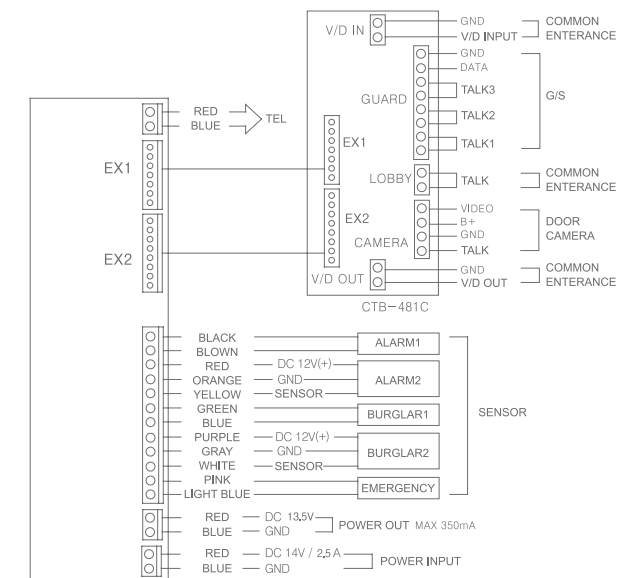 V/D IN
GND
V/D INPUT
COMMON
ENTERANCE
GUARD
GND
DATA
TALK3
TALK2
TALK1
G/S
RED
BLUE
TEL
EX1
EX1
LOBBY
TALK
COMMON
ENTERANCE
EX2
EX2
CAMERA
VIDEO
B+
GND
TALK
DOOR
CAMERA
V/D OUT
GND
V/D OUT
COMMON
ENTERANCE
CTB-481C
BLACK
BLOWN
ALARM1
RED DC 12V(+)
ORANGE GND
YELLOW SENSOR
ALARM2
GREEN
BLUE
BURGLAR1
SENSOR
PURPLE DC 12V(+)
GRAY GND
WHITE SENSOR
BURGLAR2
PINK
LIGHT BLUE
EMERGENCY
RED DC 13.5V
BLUE GND
POWER OUT MAX 350mA
RED DC 14V / 2.5 A
BLUE GND
POWER INPUT